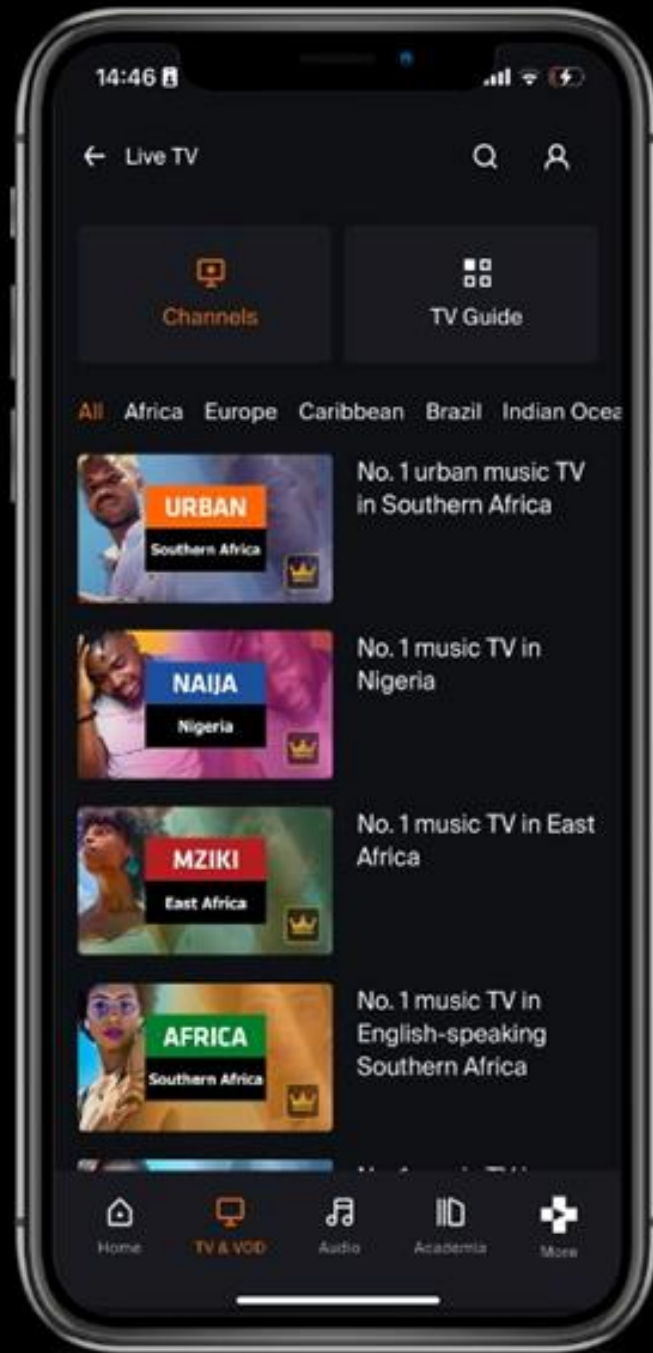 14:46
Live TV
Channels
TV Guide
All Africa Europe Caribbean Brazil Indian Ocea
URBAN
Southern Africa
No. 1 urban music TV
in Southern Africa
NAIJA
Nigeria
No. 1 music TV in
Nigeria
MZIKI
East Africa
No. 1 music TV in East
Africa
AFRICA
Southern Africa
No. 1 music TV in
English-speaking
Southern Africa
Home
TV & VOD
Audio
Academia
More